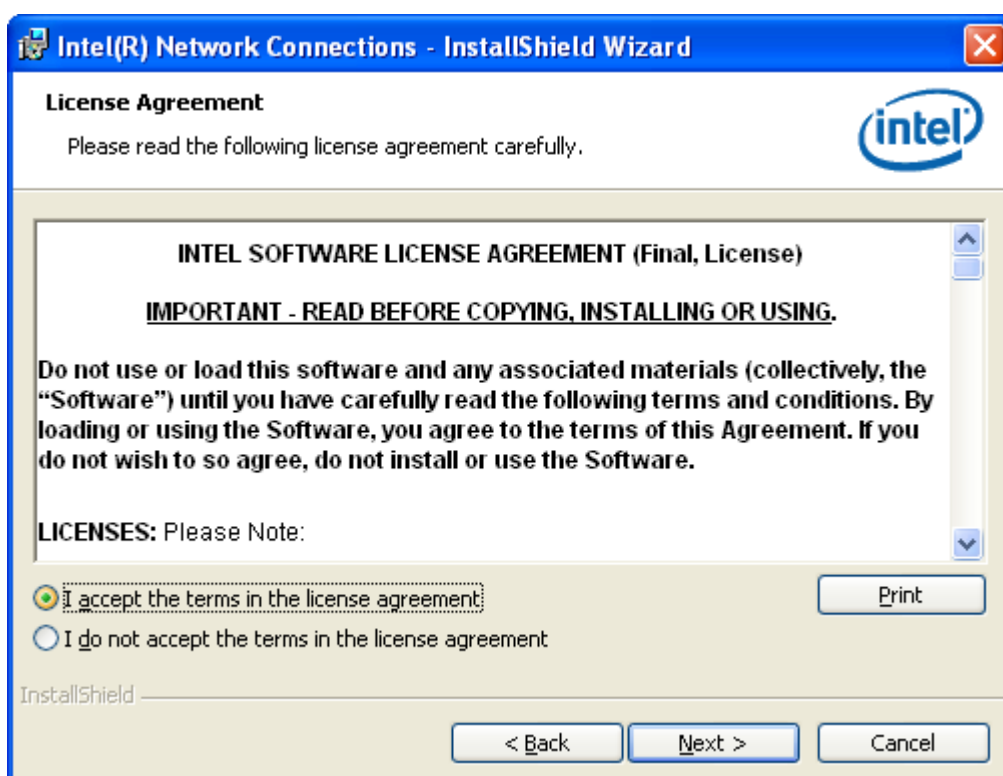 Intel(R) Network Connections - InstallShield Wizard
License Agreement
Please read the following license agreement carefully.
intel
INTEL SOFTWARE LICENSE AGREEMENT (Final, License)
IMPORTANT - READ BEFORE COPYING, INSTALLING OR USING.
Do not use or load this software and any associated materials (collectively, the
“Software”) until you have carefully read the following terms and conditions. By
loading or using the Software, you agree to the terms of this Agreement. If you
do not wish to so agree, do not install or use the Software.
LICENSES: Please Note:
I accept the terms in the license agreement
Print
I do not accept the terms in the license agreement
InstallShield
< Back
Next >
Cancel